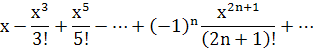 x - x³/3! + x⁵/5! - ⋯ + (-1)ⁿ x²ⁿ⁺¹/(2n + 1)! + ⋯